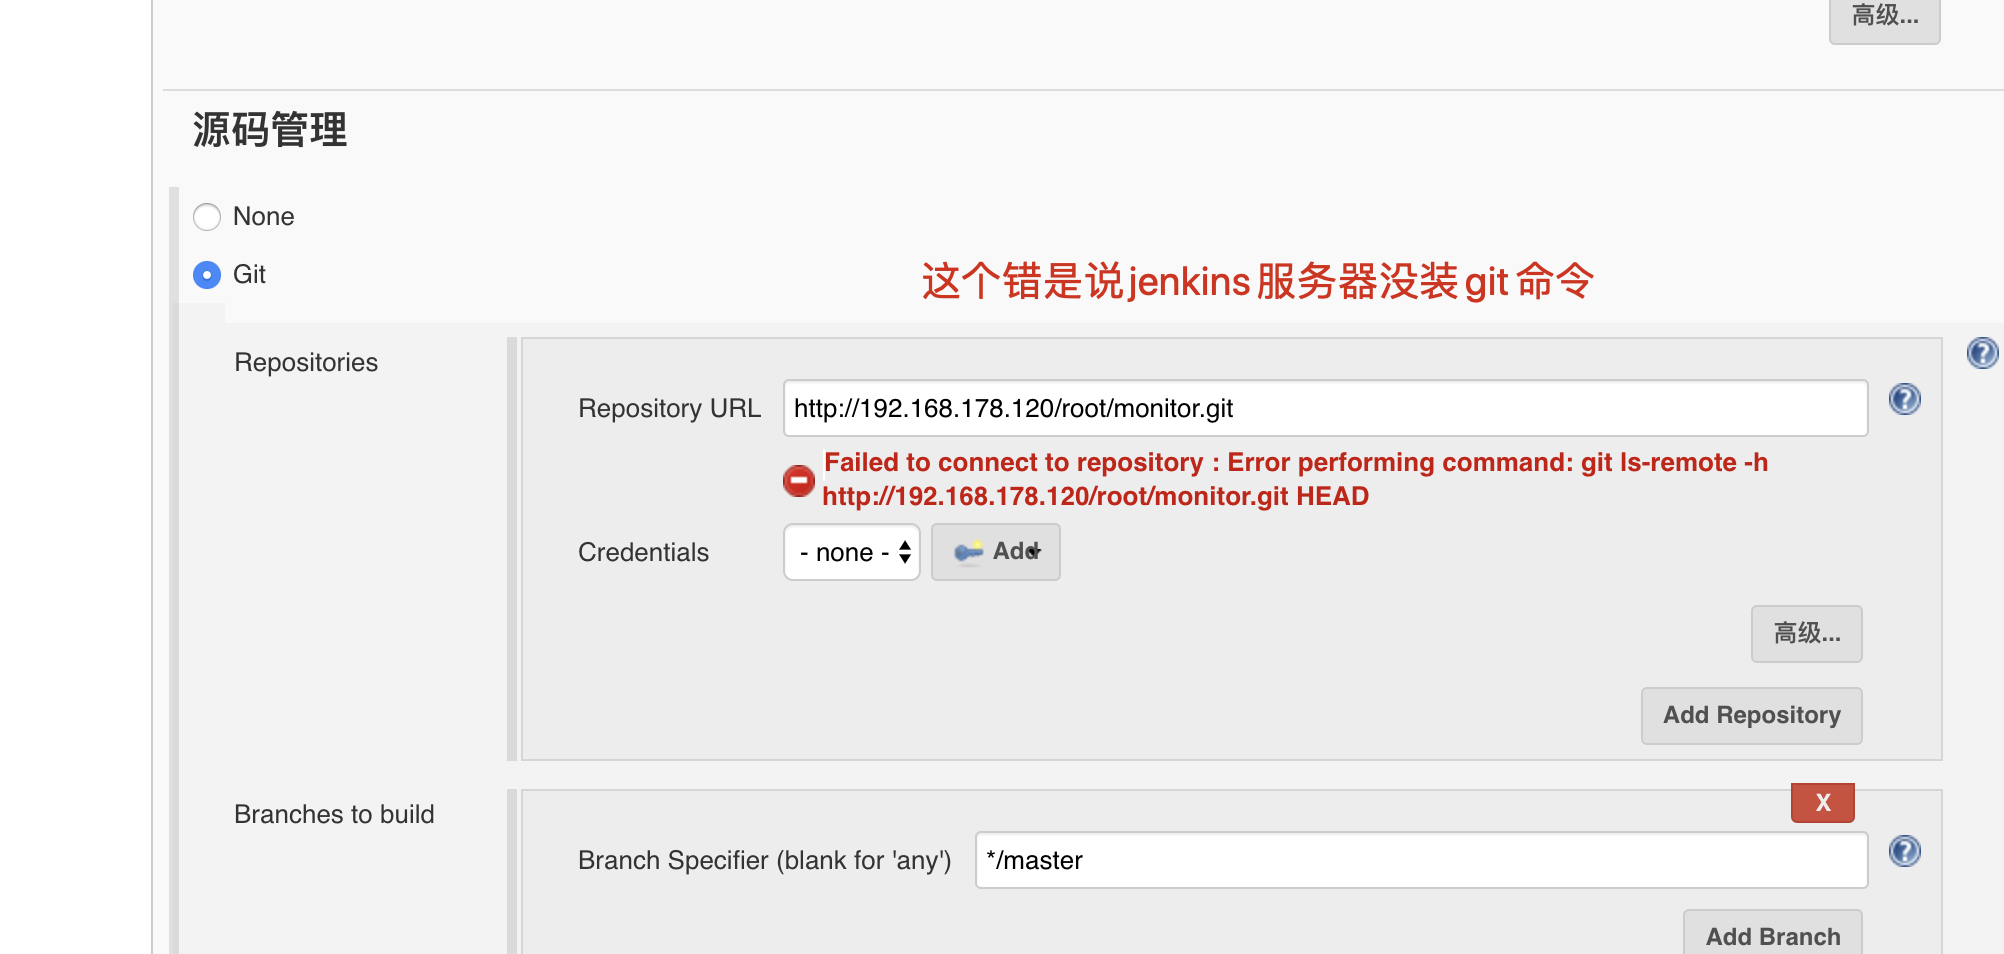 高级...
源码管理
None
Git
这个错是说jenkins服务器没装git命令
Repositories
Repository URL
http://192.168.178.120/root/monitor.git
Failed to connect to repository : Error performing command: git ls-remote -h
http://192.168.178.120/root/monitor.git HEAD
Credentials
- none -
Add
高级...
Add Repository
Branches to build
X
Branch Specifier (blank for 'any')
*/master
Add Branch